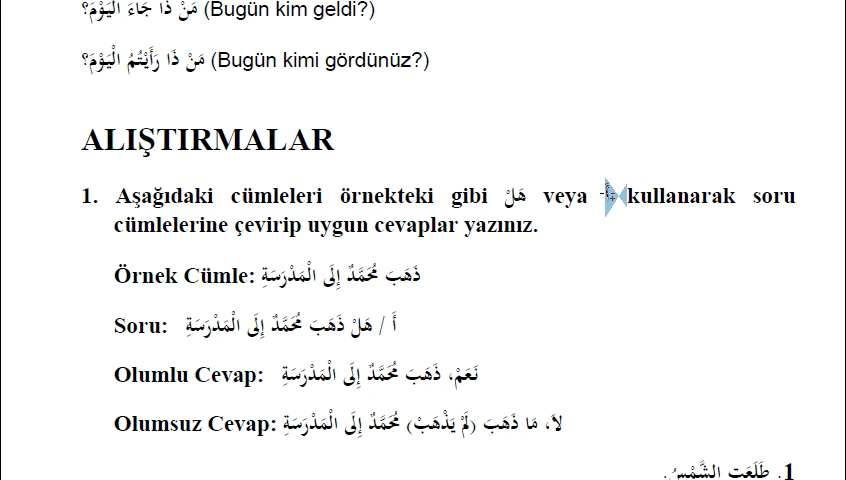 مَنْ ذَا جَاءَ الْيَوْمَ؟ (Bugün kim geldi?)
مَنْ ذَا رَأَيْتُمُ الْيَوْمَ؟ (Bugün kimi gördünüz?)
ALIŞTIRMALAR
1. Aşağıdaki cümleleri örnekteki gibi هَلْ veya kullanarak soru
cümlelerine çevirip uygun cevaplar yazınız.
Örnek Cümle: ذَهَبَ مُحَمَّدٌ إِلَى الْمَدْرَسَةِ
Soru: أَ / هَلْ ذَهَبَ مُحَمَّدٌ إِلَى الْمَدْرَسَةِ
Olumlu Cevap: نَعَمْ، ذَهَبَ مُحَمَّدٌ إِلَى الْمَدْرَسَةِ
Olumsuz Cevap: لاَ، مَا ذَهَبَ (لَمْ يَذْهَبْ) مُحَمَّدٌ إِلَى الْمَدْرَسَةِ
1. طَلَعَت الشَّمْسُ.